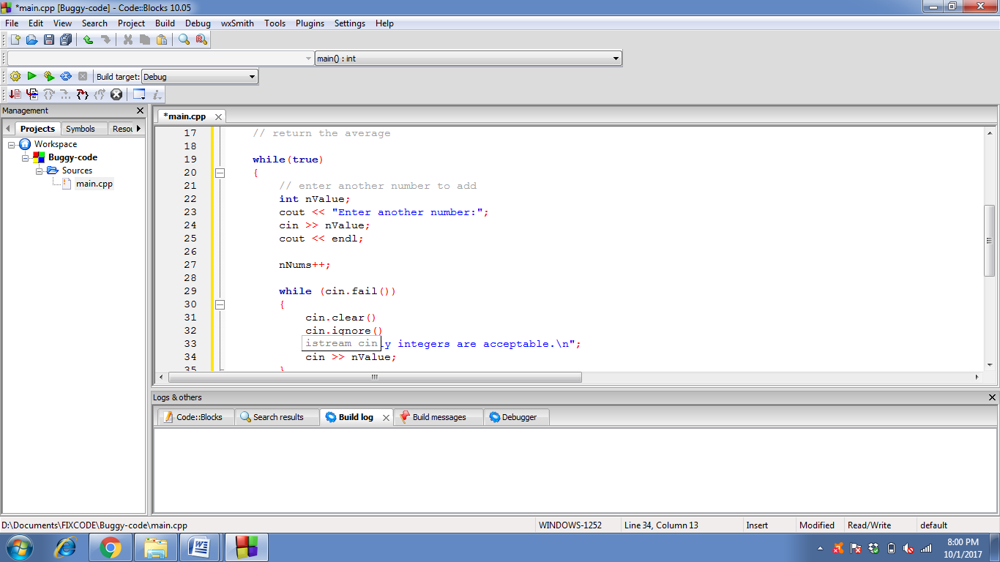 *main.cpp [Buggy-code] - Code::Blocks 10.05
File Edit View Search Project Build Debug wxSmith Tools Plugins Settings Help
main() : int
Build target: Debug
Management
Projects Symbols Resou
Workspace
Buggy-code
Sources
main.cpp
*main.cpp
17 // return the average
18
19 while(true)
20 {
21 // enter another number to add
22 int nValue;
23 cout << "Enter another number:";
24 cin >> nValue;
25 cout << endl;
26
27 nNums++;
28
29 while (cin.fail())
30 {
31 cin.clear()
32 cin.ignore()
33 istream cin y integers are acceptable.\n";
34 cin >> nValue;
35 }
Logs & others
Code::Blocks Search results Build log Build messages Debugger
D:\Documents\FIXCODE\Buggy-code\main.cpp WINDOWS-1252 Line 34, Column 13 Insert Modified Read/Write default
8:00 PM
10/1/2017